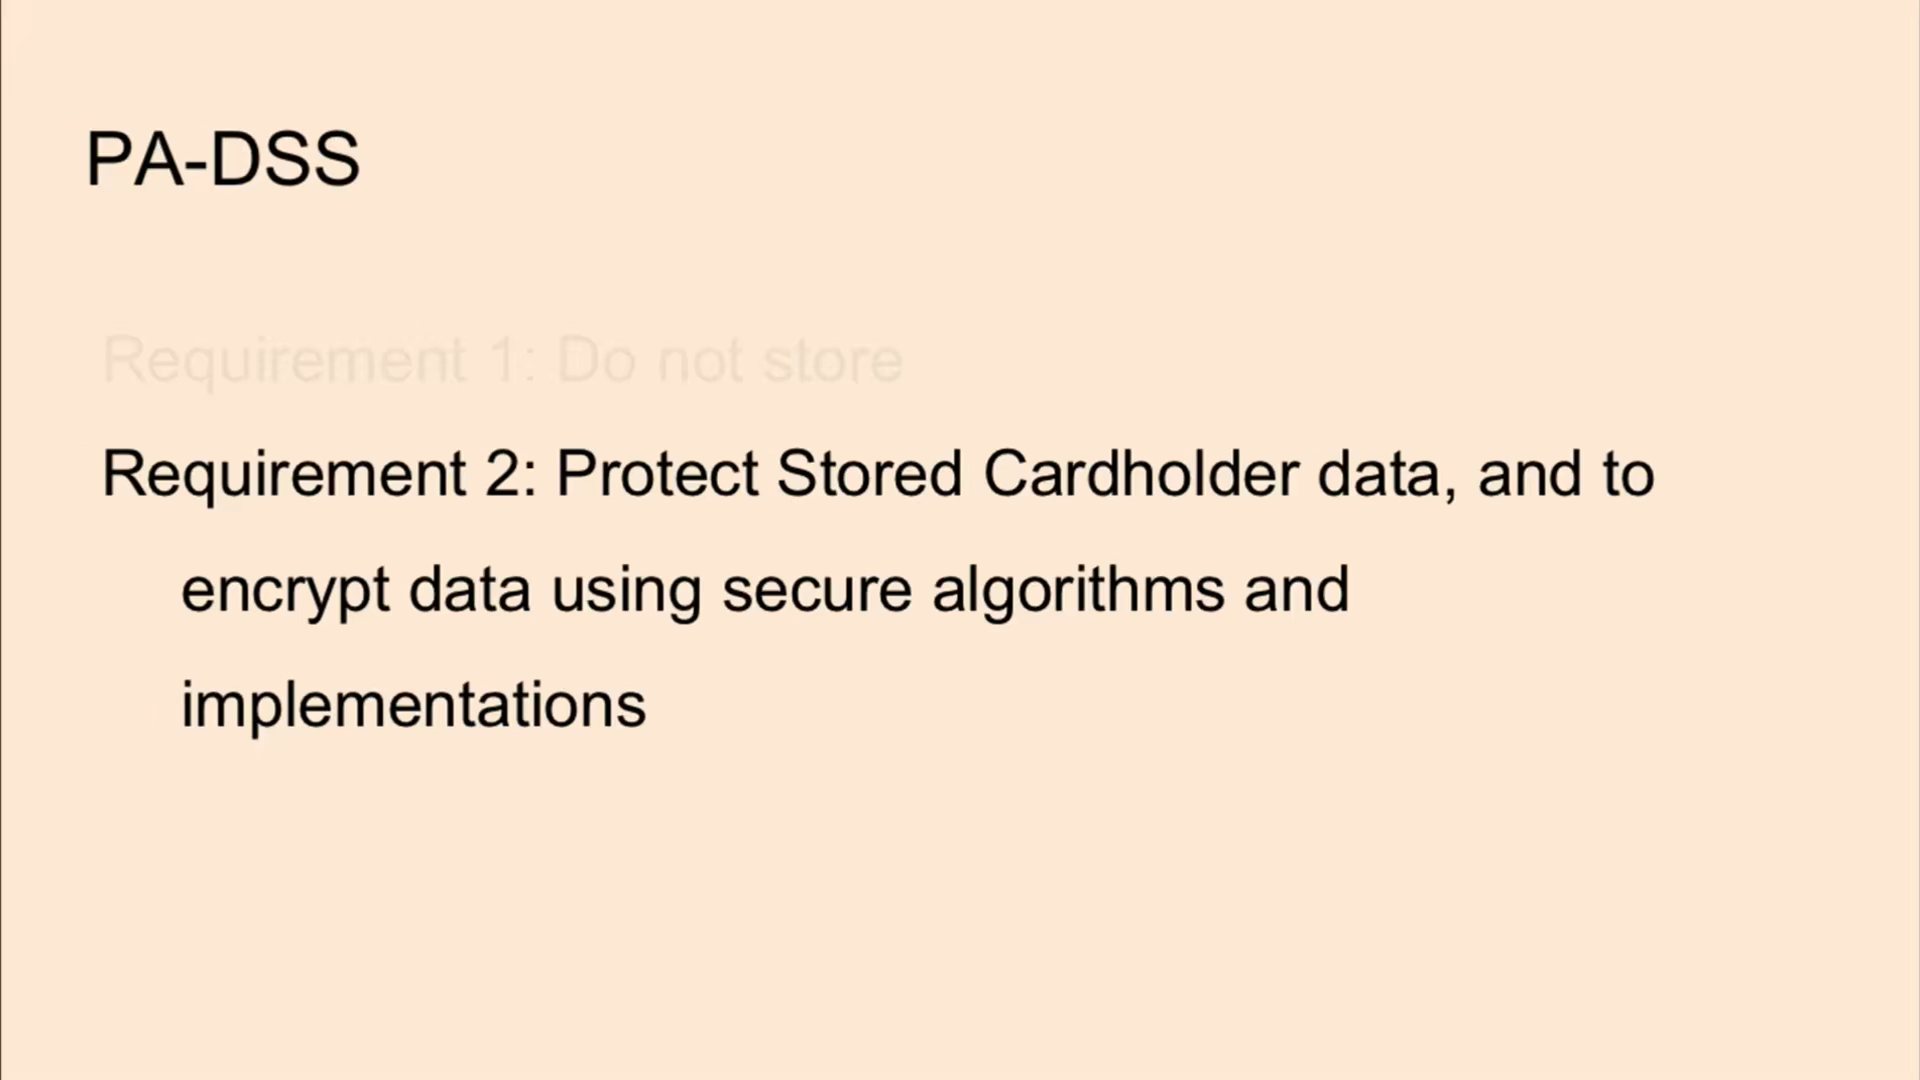 PA-DSS
Requirement 1: Do not store
Requirement 2: Protect Stored Cardholder data, and to
encrypt data using secure algorithms and
implementations